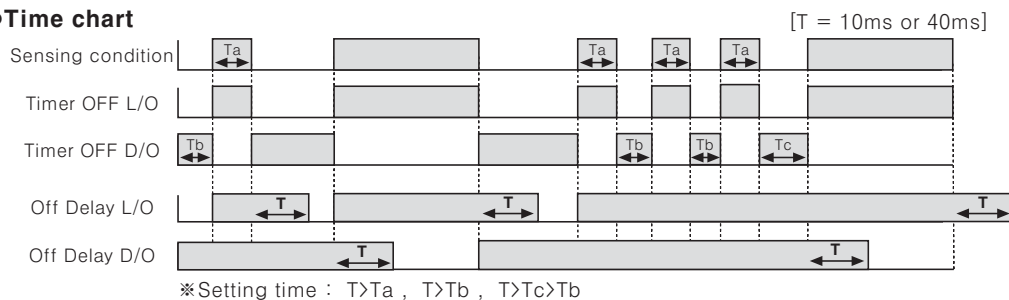 Time chart
[T = 10ms or 40ms]
Sensing condition Ta Ta Ta Ta
Timer OFF L/O
Timer OFF D/O Tb Tb Tb Tc
Off Delay L/O T T T
Off Delay D/O T T
※Setting time : T>Ta , T>Tb , T>Tc>Tb